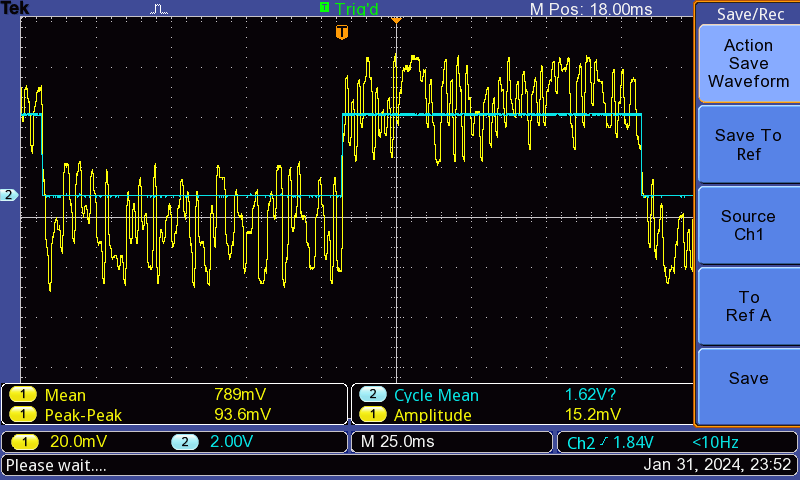 Tek T Trig'd M Pos: 18.00ms Save/Rec
T
Action
Save
Waveform
Save To
Ref
2
Source
Ch1
To
Ref A
Save
1 Mean 789mV 2 Cycle Mean 1.62V?
1 Peak-Peak 93.6mV 1 Amplitude 15.2mV
1 20.0mV 2 2.00V M 25.0ms Ch2 / 1.84V <10Hz
Please wait.... Jan 31, 2024, 23:52